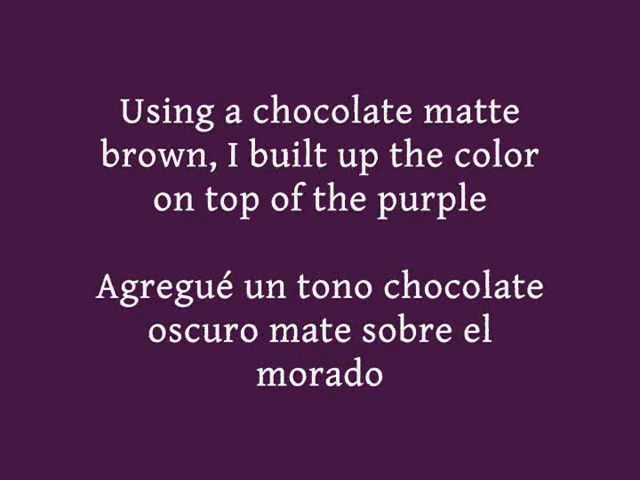 Using a chocolate matte
brown, I built up the color
on top of the purple
Agregué un tono chocolate
oscuro mate sobre el
morado